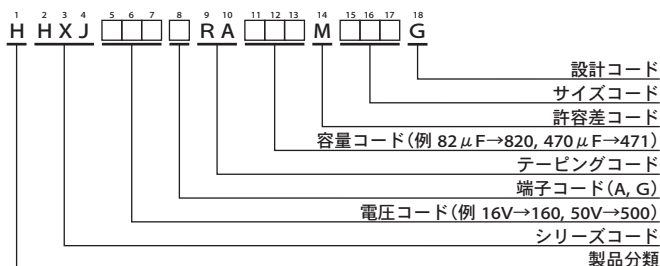 1 2 3 4 5 6 7 8 9 10 11 12 13 14 15 16 17 18
H HXJ □□□ □ RA □□□ M □□□ G
設計コード
サイズコード
許容差コード
容量コード(例 82μF→820, 470μF→471)
テーピングコード
端子コード(A, G)
電圧コード(例 16V→160, 50V→500)
シリーズコード
製品分類